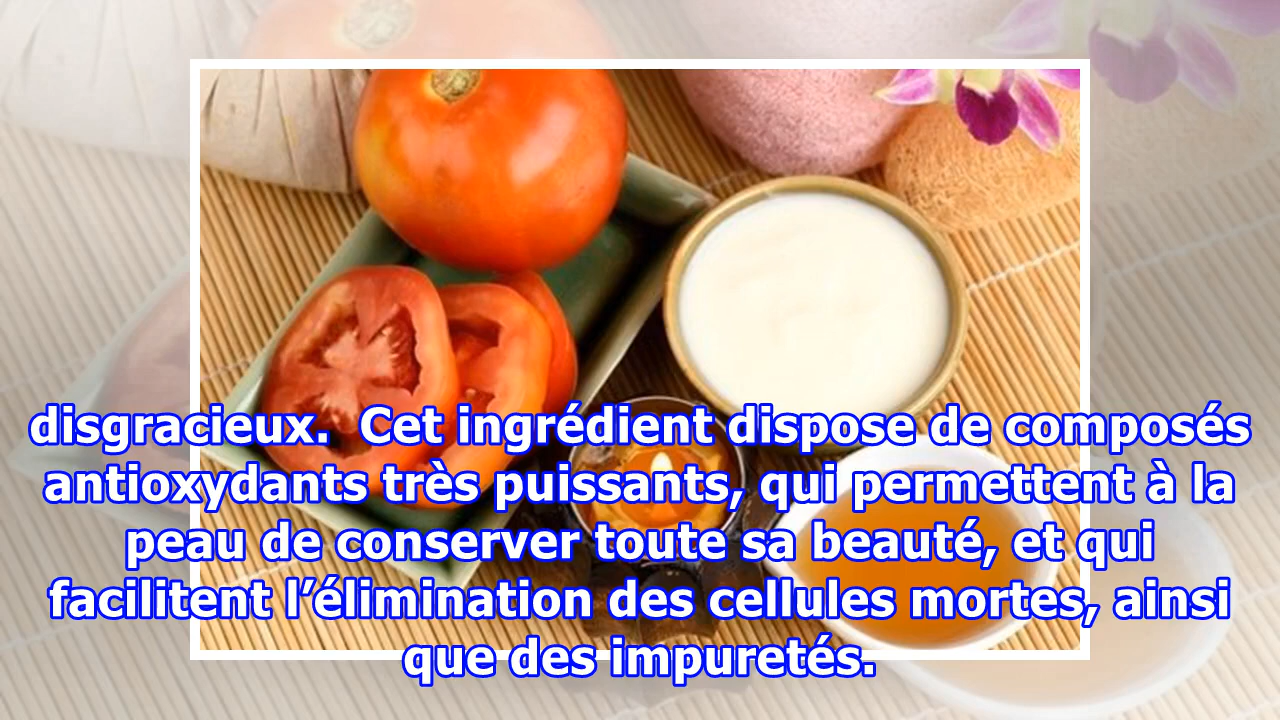 disgracieux.  Cet ingrédient dispose de composés
antioxydants très puissants, qui permettent à la
peau de conserver toute sa beauté, et qui
facilitent l’élimination des cellules mortes, ainsi
que des impuretés.